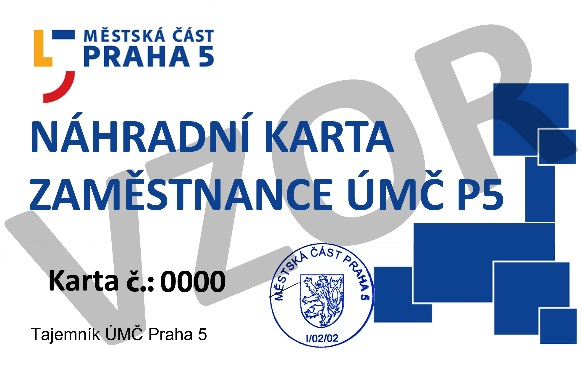 MĚSTSKÁ ČÁST
PRAHA 5
NÁHRADNÍ KARTA
ZAMĚSTNANCE ÚMČ P5
VZOR
Karta č.: 0000
MĚSTSKÁ ČÁST PRAHA 5
I/02/02
Tajemník ÚMČ Praha 5